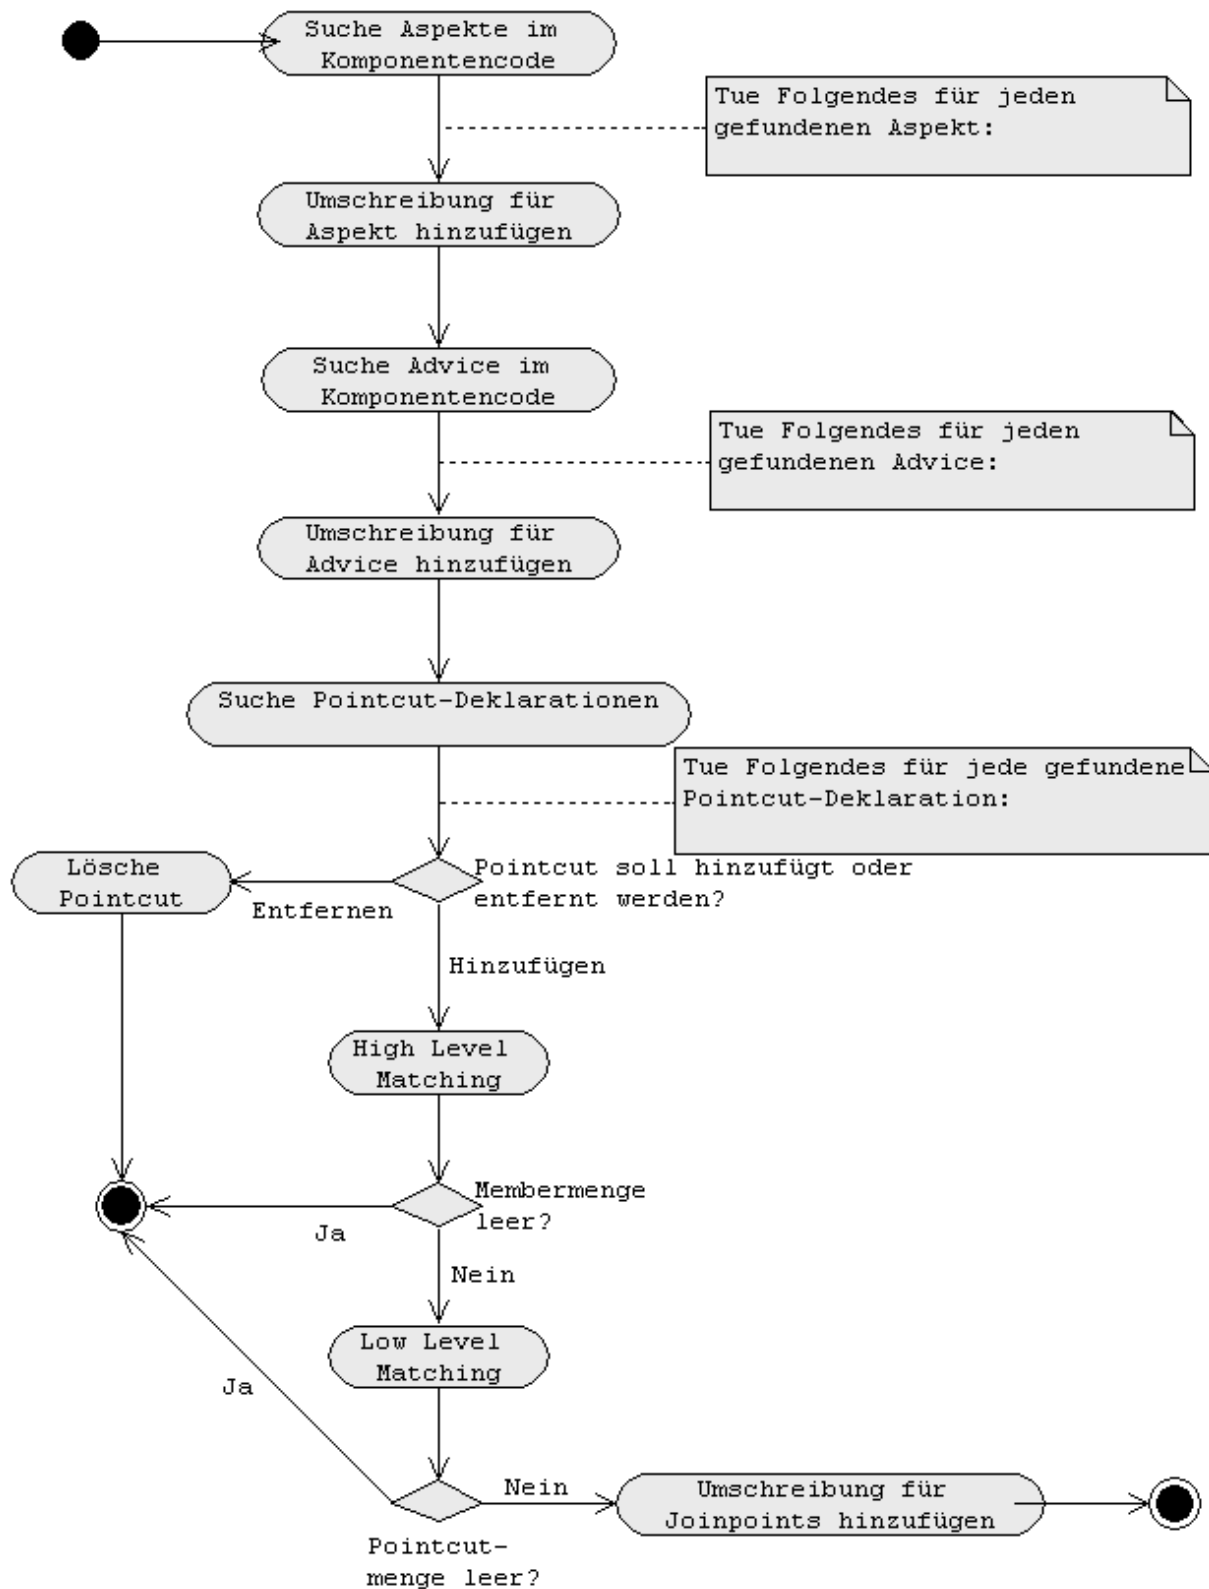 Suche Aspekte im
Komponentencode
Tue Folgendes für jeden
gefundenen Aspekt:
Umschreibung für
Aspekt hinzufügen
Suche Advice im
Komponentencode
Tue Folgendes für jeden
gefundenen Advice:
Umschreibung für
Advice hinzufügen
Suche Pointcut-Deklarationen
Tue Folgendes für jede gefundene
Pointcut-Deklaration:
Lösche
Pointcut
Pointcut soll hinzufügt oder
entfernt werden?
Entfernen
Hinzufügen
High Level
Matching
Membermenge
leer?
Ja
Nein
Low Level
Matching
Ja
Nein
Umschreibung für
Joinpoints hinzufügen
Pointcut-
menge leer?